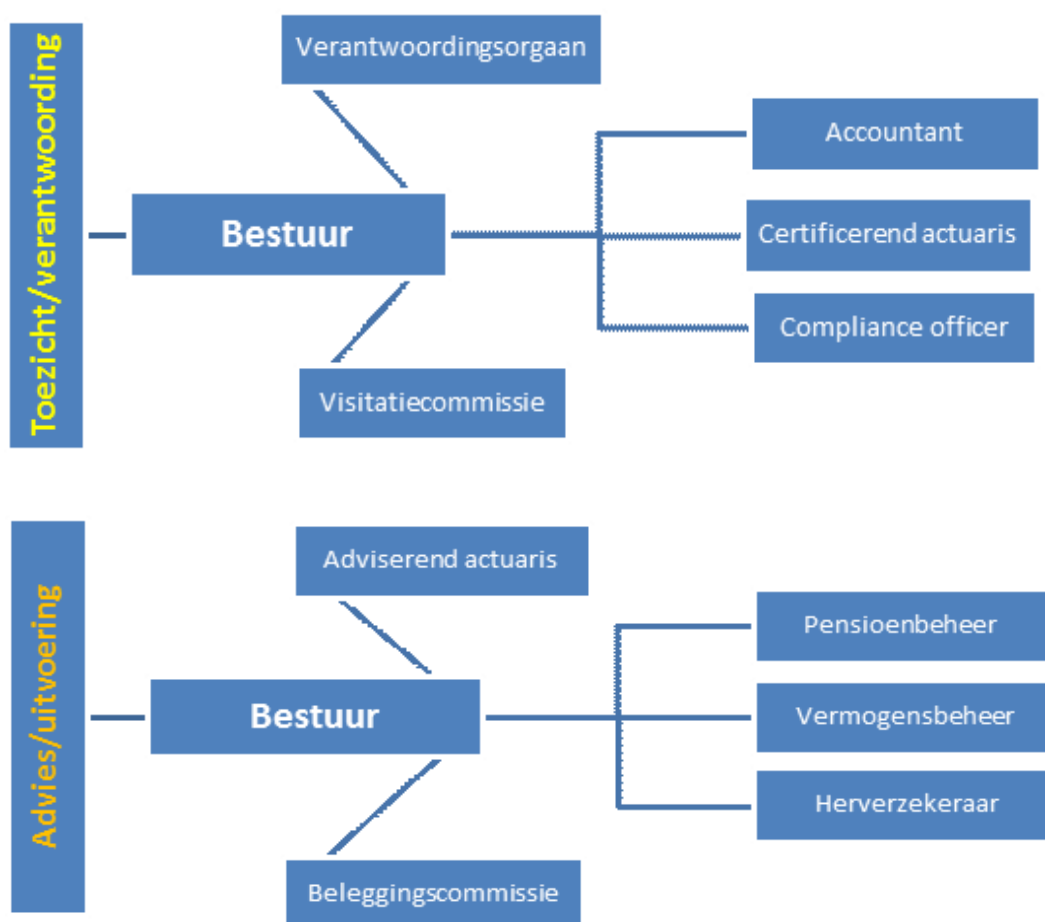 Toezicht/verantwoording
Verantwoordingsorgaan
Bestuur
Accountant
Certificerend actuaris
Compliance officer
Visitatiecommissie
Advies/uitvoering
Adviserend actuaris
Bestuur
Pensioenbeheer
Vermogensbeheer
Herverzekeraar
Beleggingscommissie